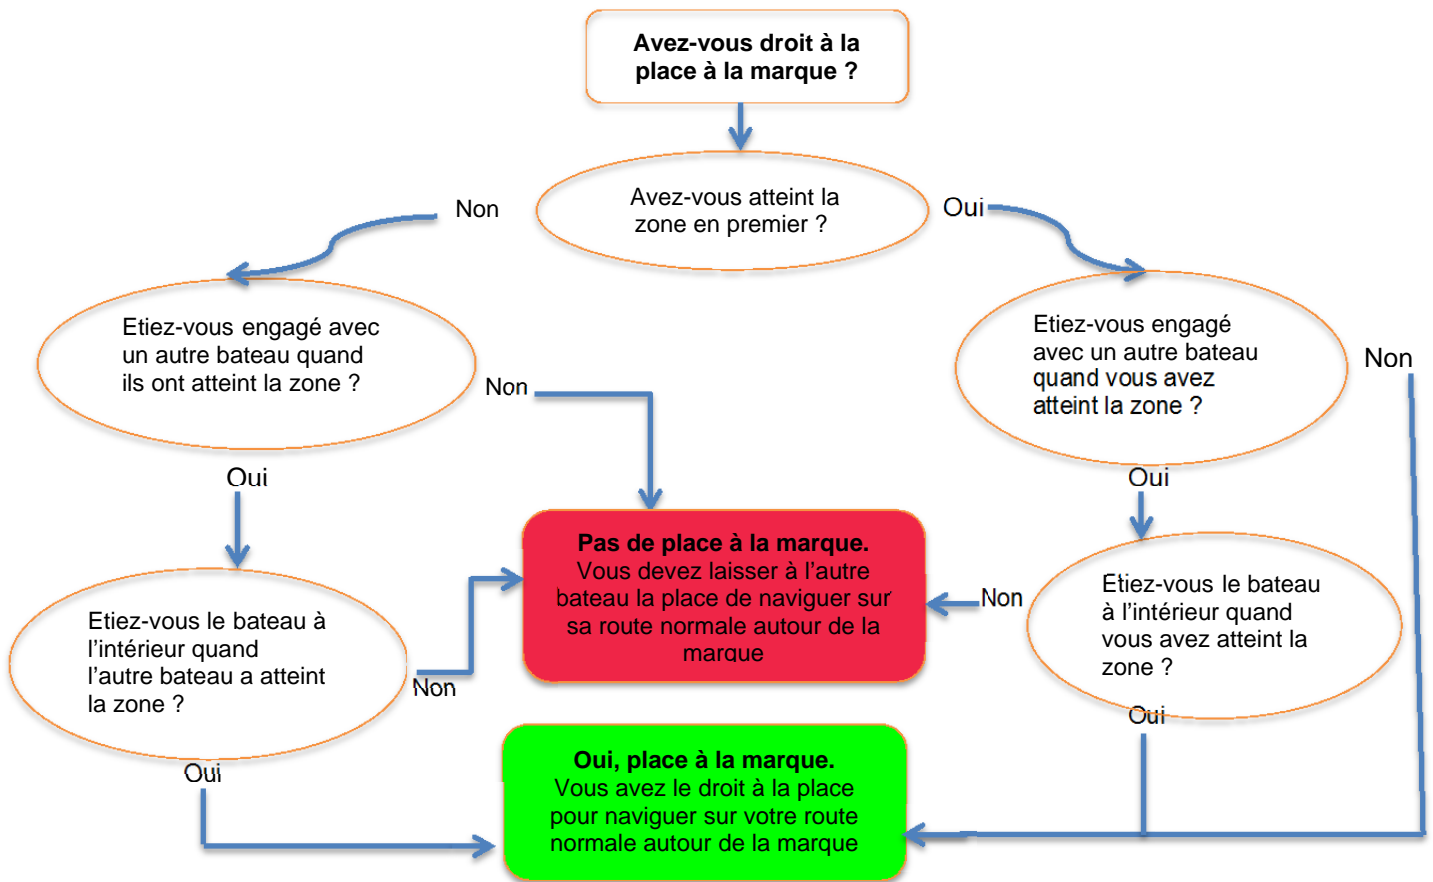 Avez-vous droit à la
place à la marque ?
Avez-vous atteint la
zone en premier ?
Non
Oui
Etiez-vous engagé avec
un autre bateau quand
ils ont atteint la zone ?
Non
Oui
Etiez-vous engagé
avec un autre bateau
quand vous avez
atteint la zone ?
Non
Oui
Pas de place à la marque.
Vous devez laisser à l’autre
bateau la place de naviguer sur
sa route normale autour de la
marque
Etiez-vous le bateau à
l’intérieur quand
l’autre bateau a atteint
la zone ?
Non
Oui
Etiez-vous le bateau
à l’intérieur quand
vous avez atteint la
zone ?
Non
Oui
Oui, place à la marque.
Vous avez le droit à la place
pour naviguer sur votre route
normale autour de la marque